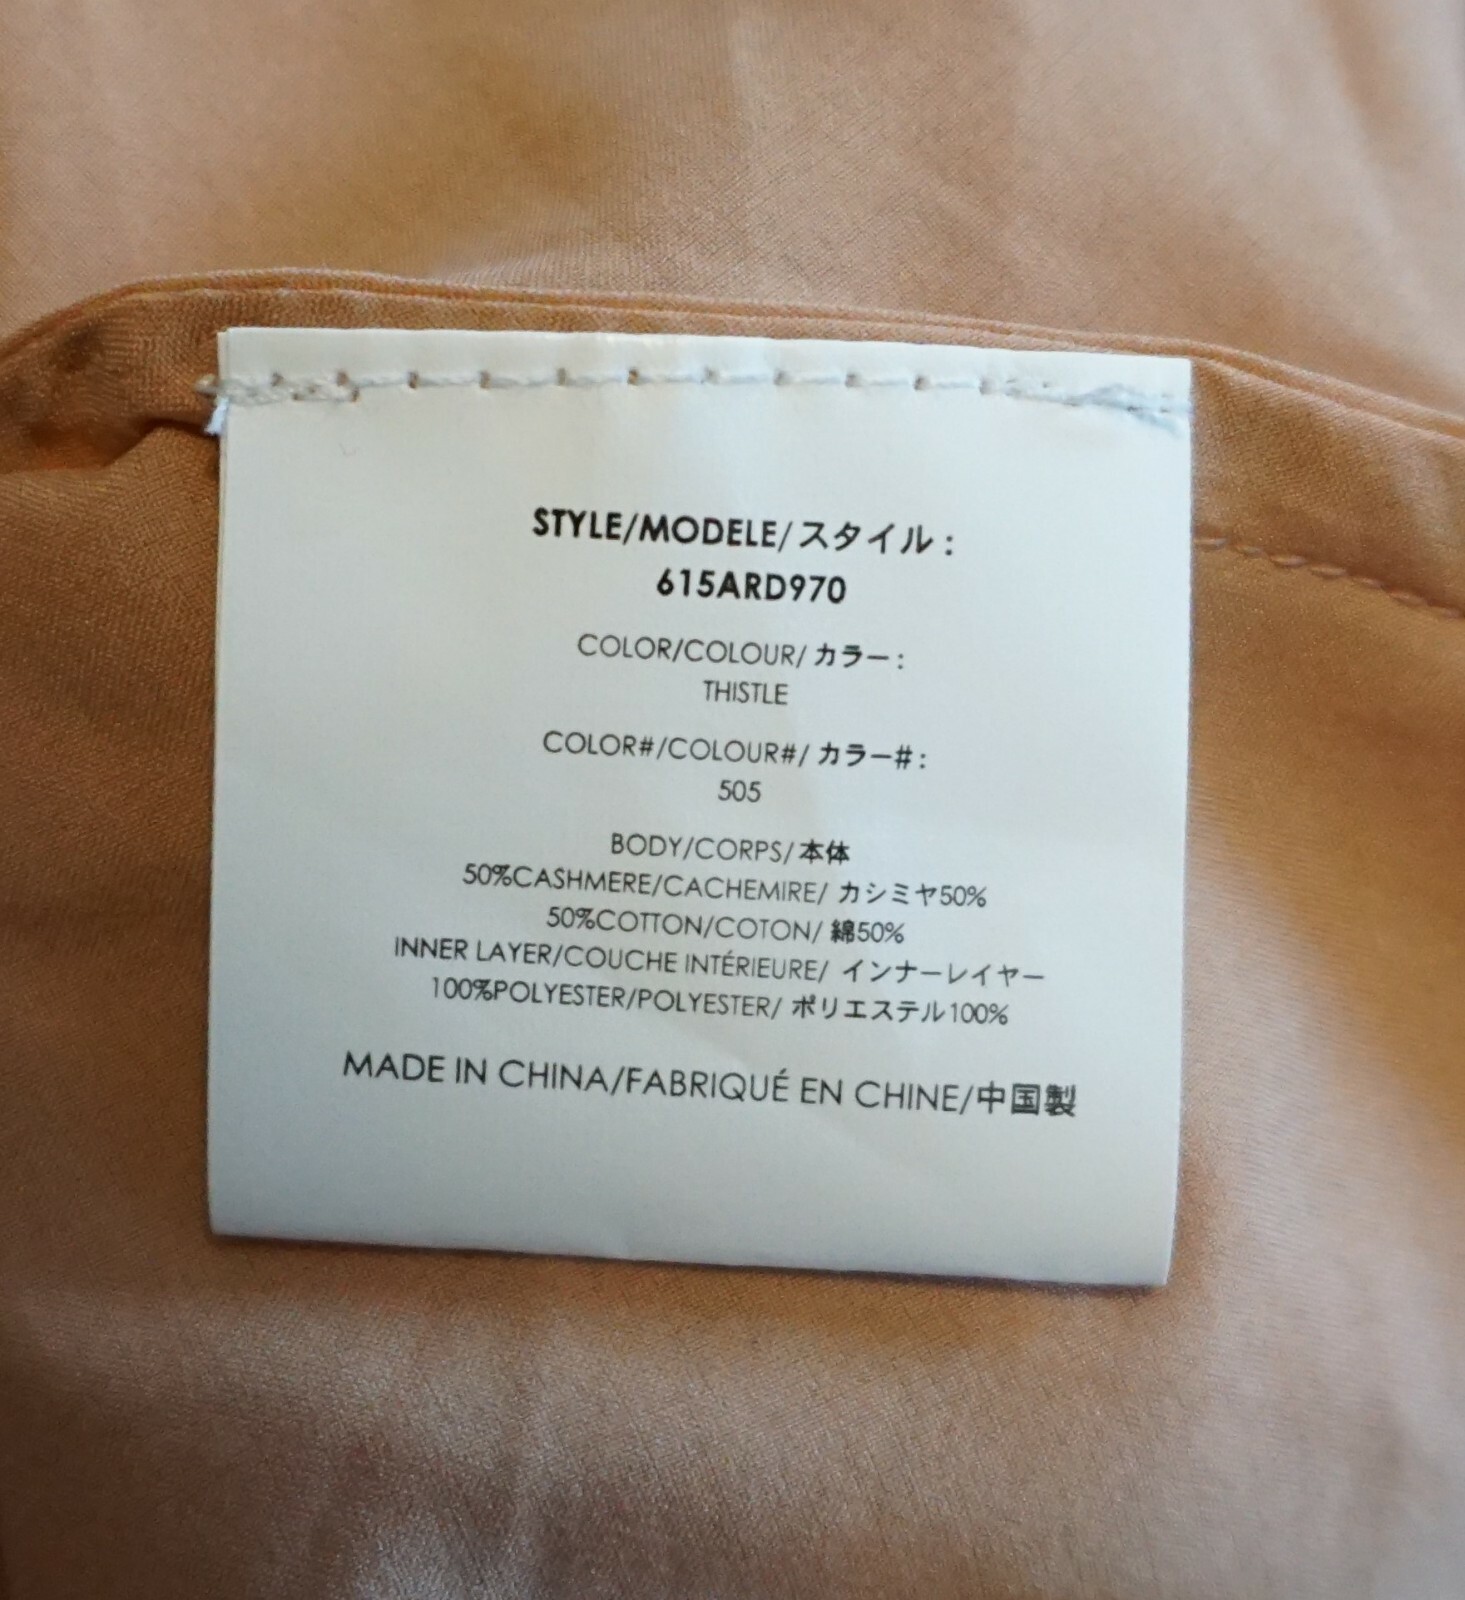 STYLE/MODELE/スタイル:
615ARD970
COLOR/COLOUR/カラー:
THISTLE
COLOR#/COLOUR#/カラー#:
505
BODY/CORPS/本体
50%CASHMERE/CACHEMIRE/ カシミヤ50%
50%COTTON/COTON/ 綿50%
INNER LAYER/COUCHE INTÉRIEURE/ インナーレイヤー
100%POLYESTER/POLYESTER/ ポリエステル100%
MADE IN CHINA/FABRIQUÉ EN CHINE/中国製